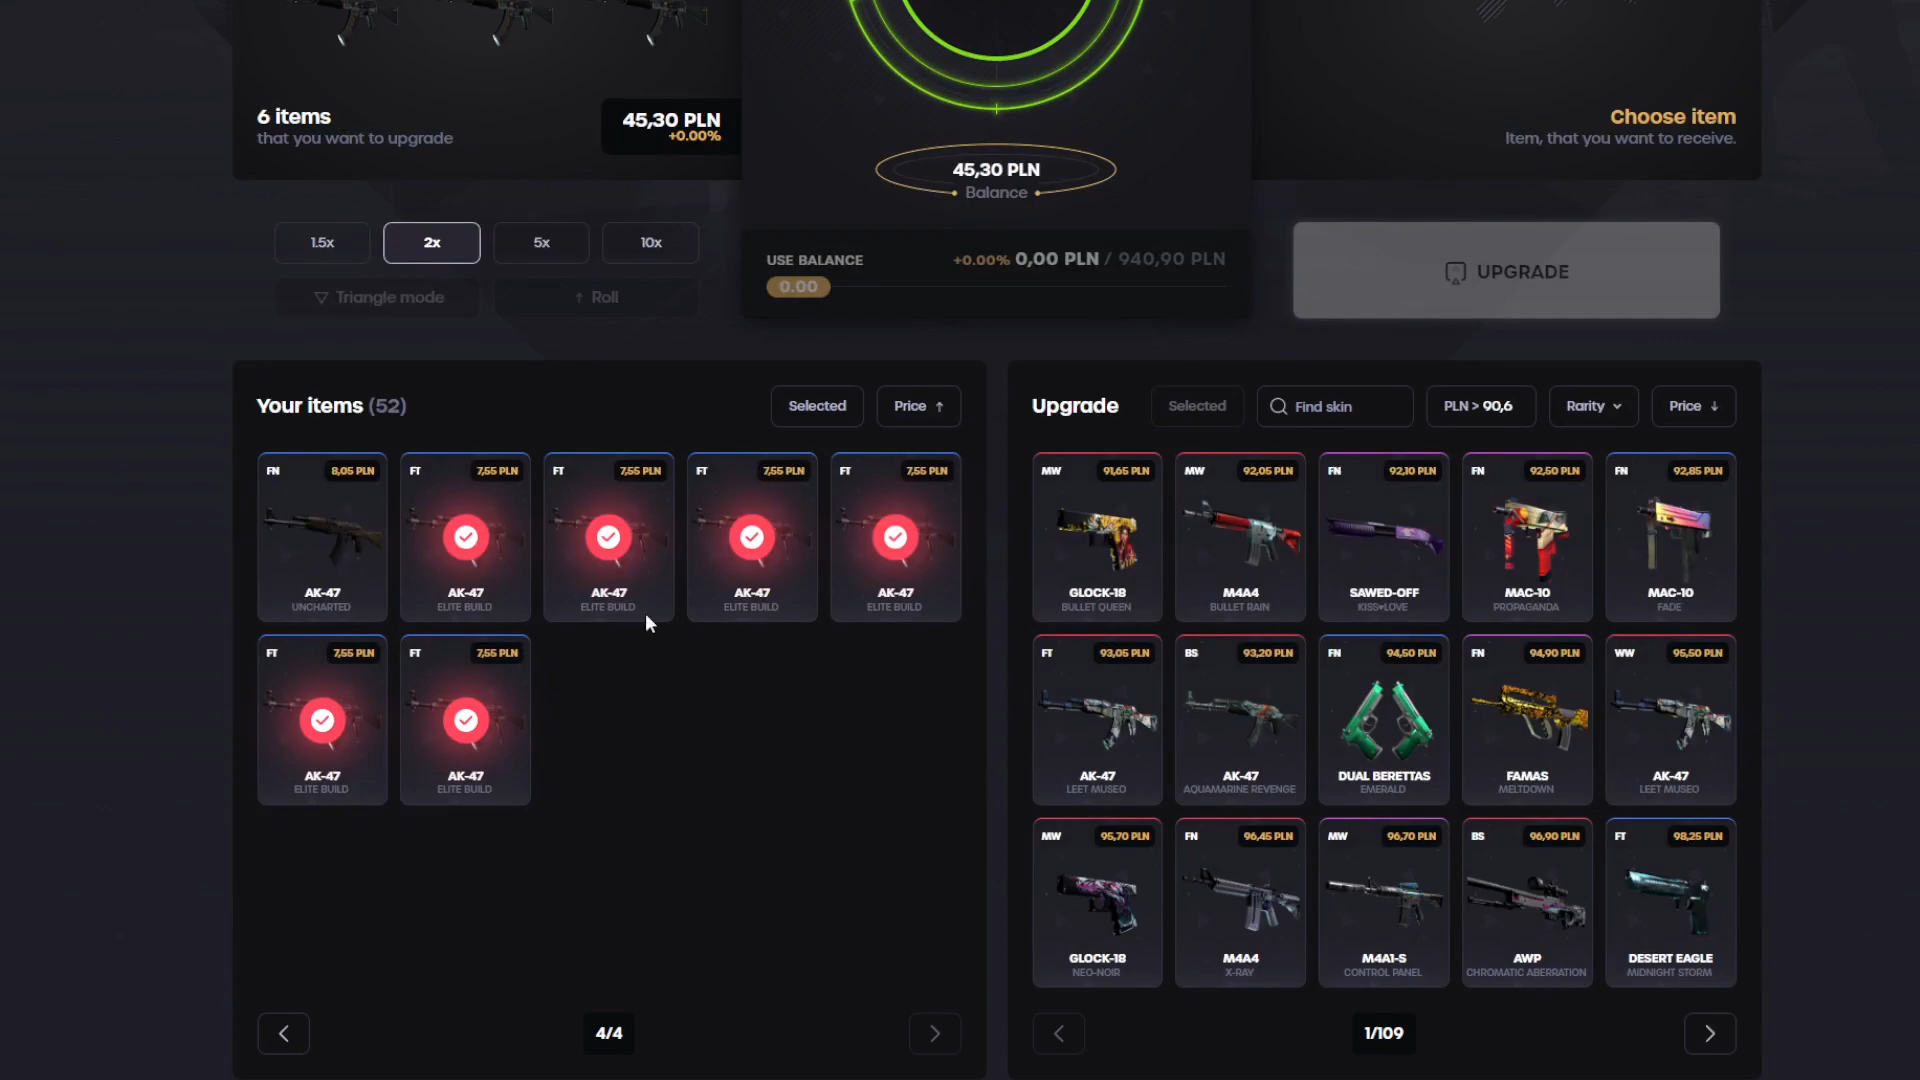 6 items
that you want to upgrade
45,30 PLN
+0.00%
45,30 PLN
Balance
Choose item
Item, that you want to receive.
1.5x
2x
5x
10x
Triangle mode
Roll
USE BALANCE
+0.00% 0,00 PLN / 940,90 PLN
0.00
UPGRADE
Your items (52)
Selected
Price
FN 8,05 PLN
AK-47
UNCHARTED
FT 7,55 PLN
AK-47
ELITE BUILD
FT 7,55 PLN
AK-47
ELITE BUILD
FT 7,55 PLN
AK-47
ELITE BUILD
FT 7,55 PLN
AK-47
ELITE BUILD
FT 7,55 PLN
AK-47
ELITE BUILD
FT 7,55 PLN
AK-47
ELITE BUILD
4/4
Upgrade
Selected
Find skin
PLN > 90,6
Rarity
Price
MW 91,65 PLN
GLOCK-18
BULLET QUEEN
MW 92,05 PLN
M4A4
BULLET RAIN
FN 92,10 PLN
SAWED-OFF
KISS♥LOVE
FN 92,50 PLN
MAC-10
PROPAGANDA
FN 92,85 PLN
MAC-10
FADE
FT 93,05 PLN
AK-47
LEET MUSEO
BS 93,20 PLN
AK-47
AQUAMARINE REVENGE
FN 94,50 PLN
DUAL BERETTAS
EMERALD
FN 94,90 PLN
FAMAS
MELTDOWN
WW 95,50 PLN
AK-47
LEET MUSEO
MW 95,70 PLN
GLOCK-18
NEO-NOIR
FN 96,45 PLN
M4A4
X-RAY
MW 96,70 PLN
M4A1-S
CONTROL PANEL
BS 96,90 PLN
AWP
CHROMATIC ABERRATION
FT 98,25 PLN
DESERT EAGLE
MIDNIGHT STORM
1/109